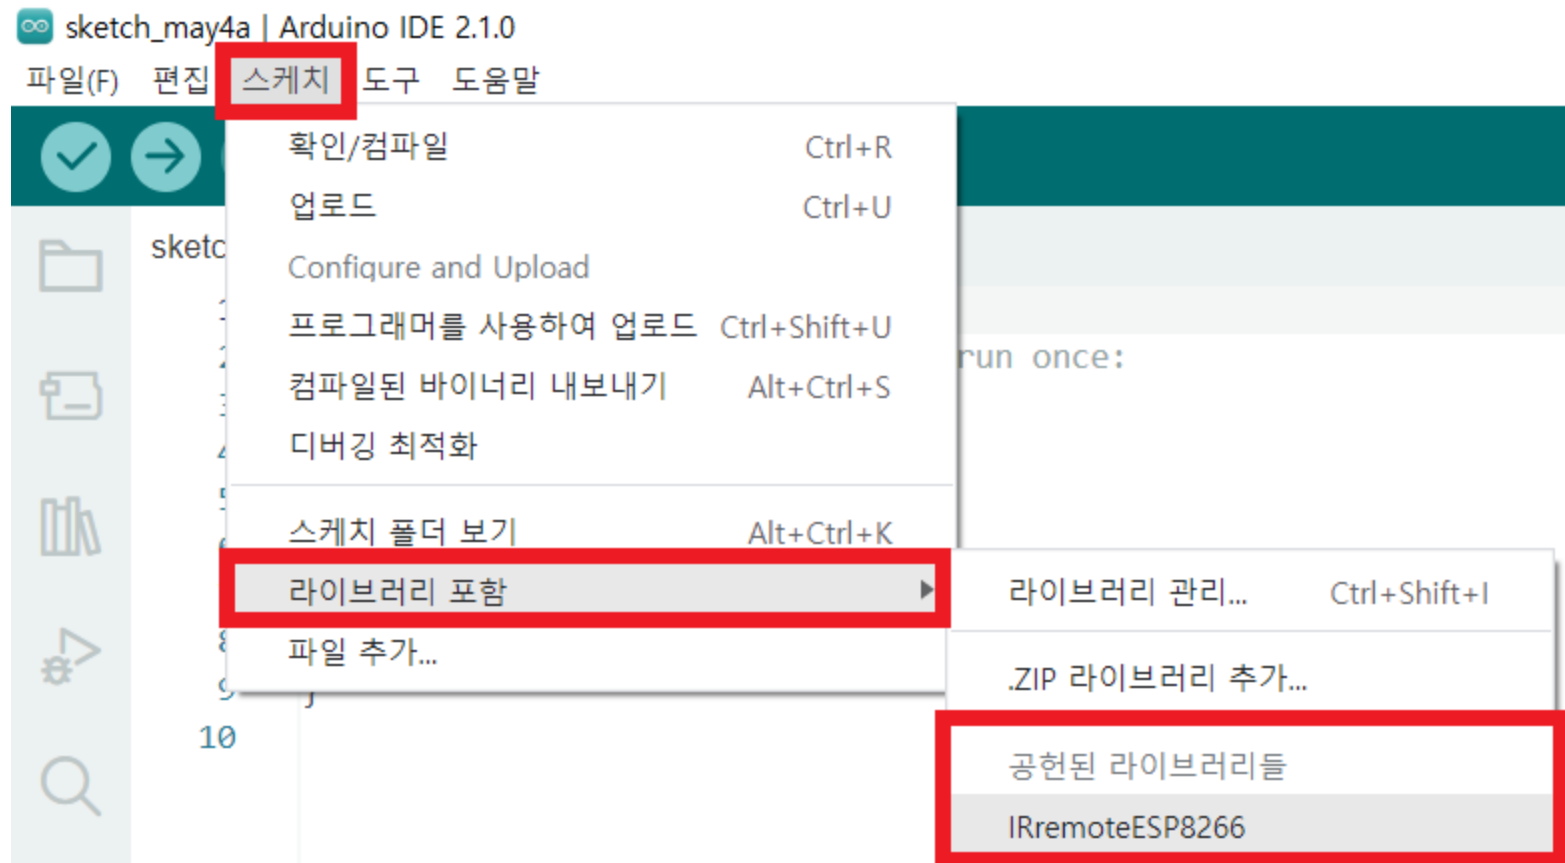 sketch_may4a | Arduino IDE 2.1.0
파일(F) 편집 스케치 도구 도움말
확인/컴파일 Ctrl+R
업로드 Ctrl+U
sketc
Configure and Upload
프로그래머를 사용하여 업로드 Ctrl+Shift+U
2 run once:
컴파일된 바이너리 내보내기 Alt+Ctrl+S
디버깅 최적화
스케치 폴더 보기 Alt+Ctrl+K
라이브러리 포함
라이브러리 관리... Ctrl+Shift+I
8
파일 추가...
.ZIP 라이브러리 추가...
9
10
공헌된 라이브러리들
IRremoteESP8266